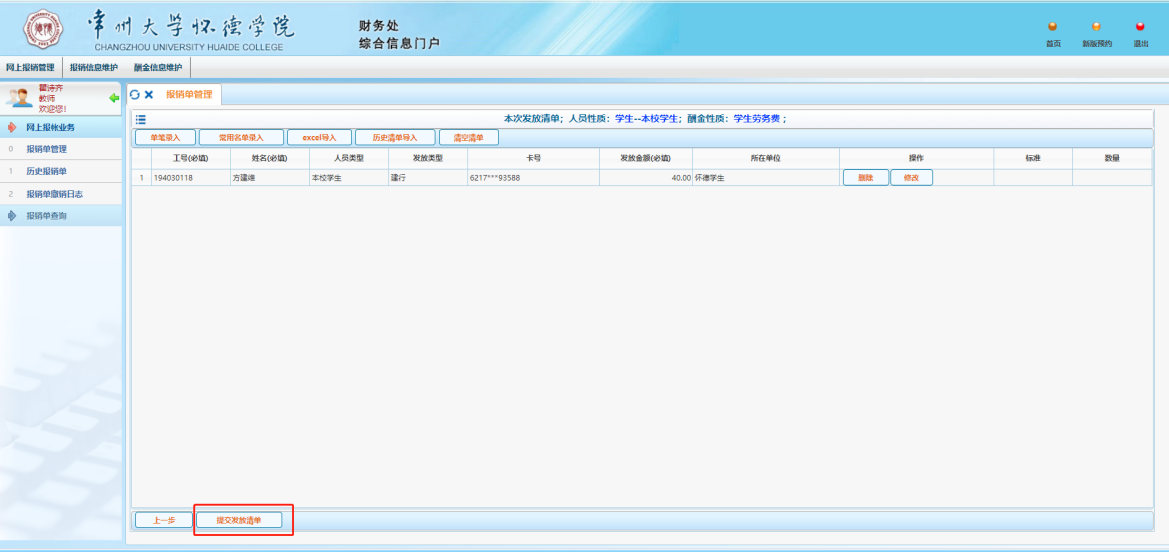 常州大学怀德学院
CHANGZHOU UNIVERSITY HUAIDE COLLEGE
财务处
综合信息门户
首页 新版预约 退出
网上报销管理 报销信息维护 酬金信息维护
瞿诗齐
教师
欢迎您!
报销单管理
网上报帐业务
0 报销单管理
1 历史报销单
2 报销单撤销日志
报销单查询
本次发放清单; 人员性质: 学生--本校学生; 酬金性质: 学生劳务费 ;
单笔录入 常用名单录入 excel导入 历史清单导入 清空清单
工号(必填) 姓名(必填) 人员类型 发放类型 卡号 发放金额(必填) 所在单位 操作 标准 数量
1 194030118 方建雄 本校学生 建行 6217***93588 40.00 怀德学生 删除 修改
上一步 提交发放清单